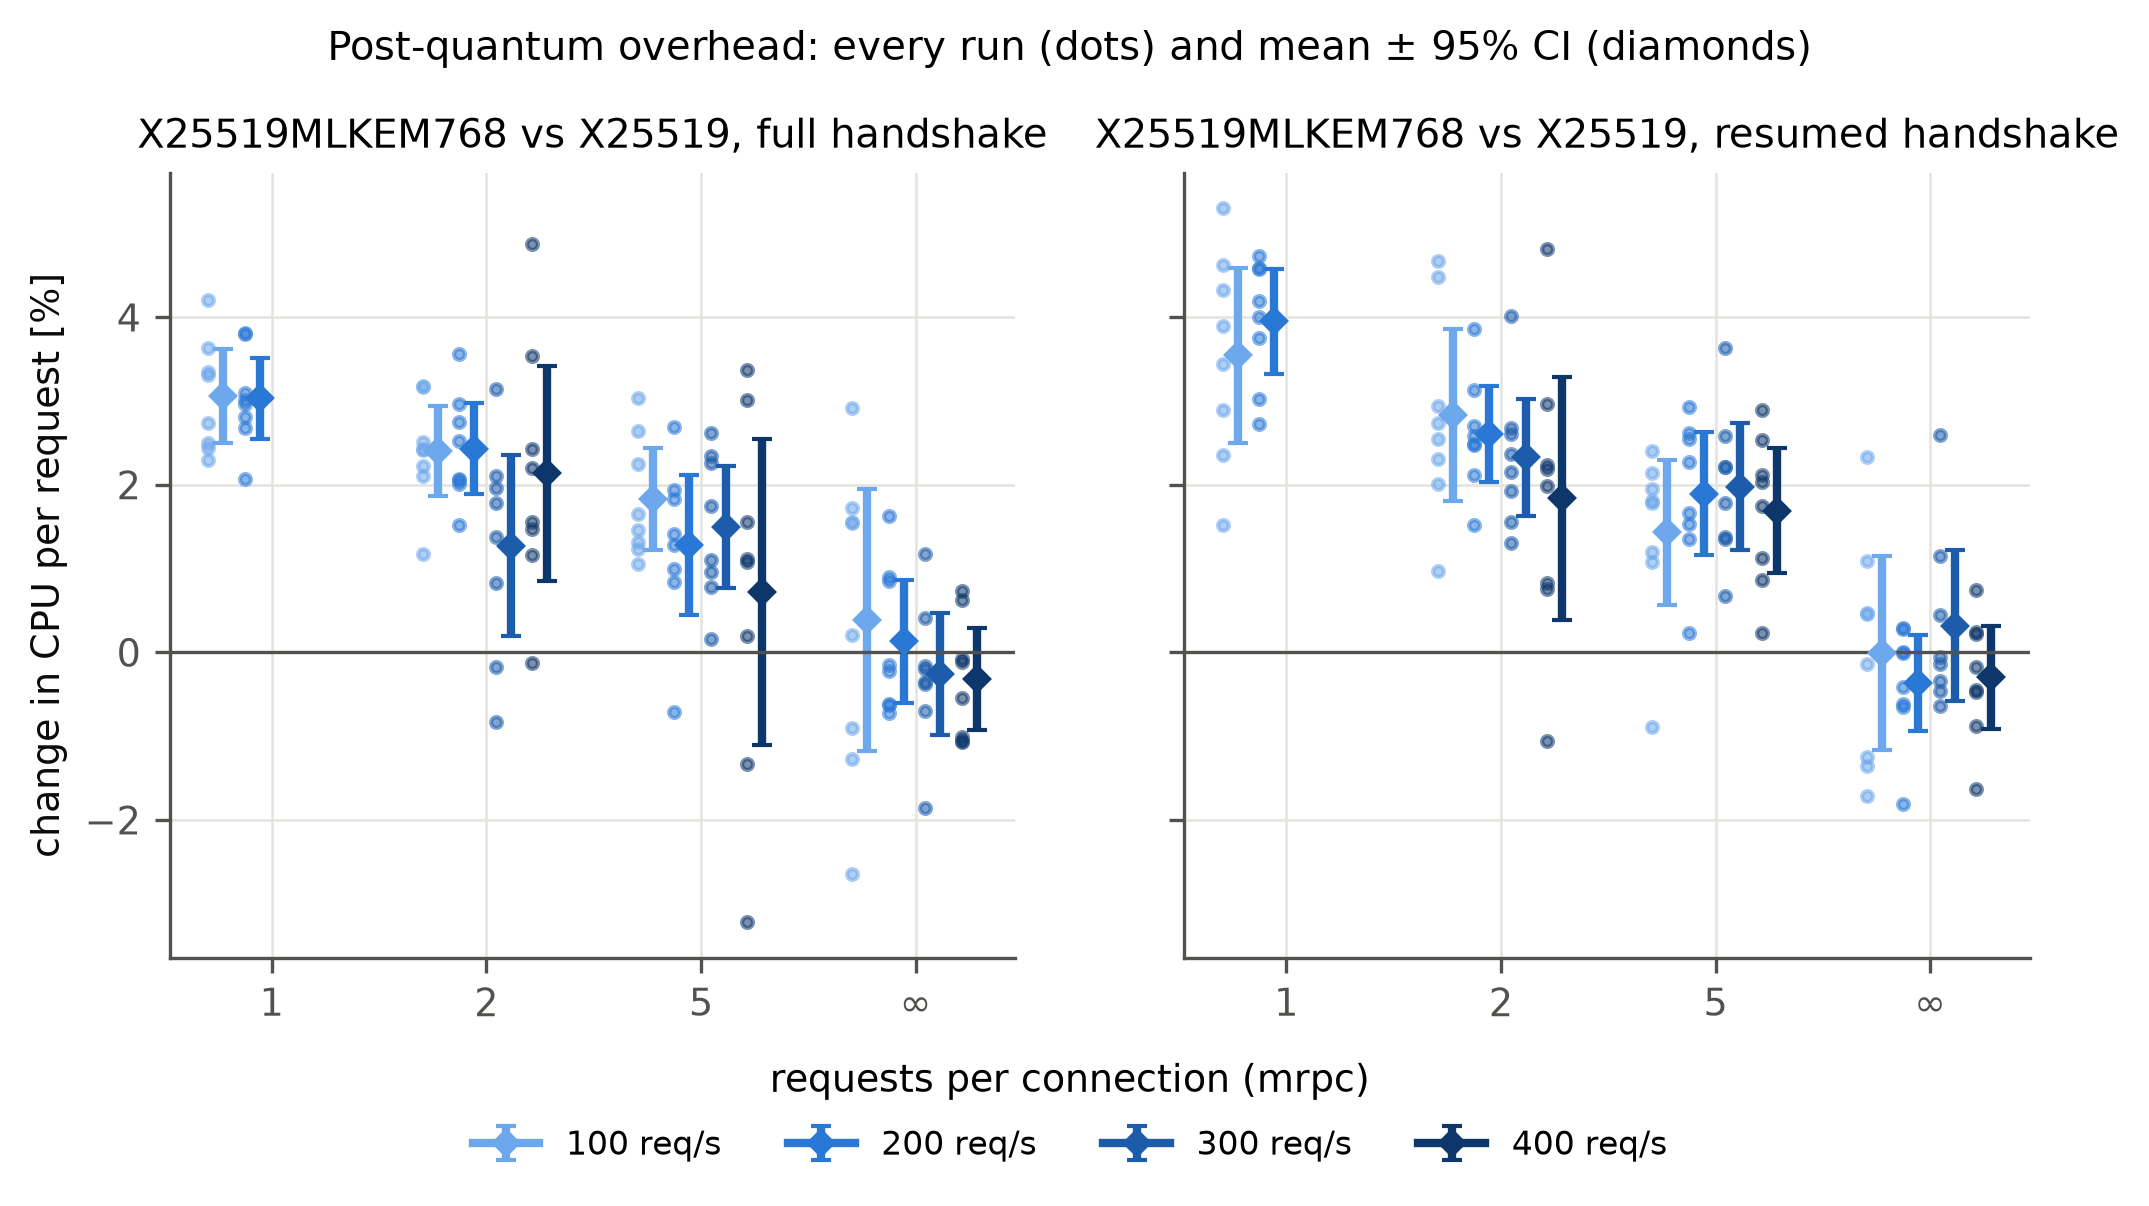 Post-quantum overhead: every run (dots) and mean ± 95% CI (diamonds)
X25519MLKEM768 vs X25519, full handshake
X25519MLKEM768 vs X25519, resumed handshake
change in CPU per request [%]
4
2
0
−2
1 2 5 ∞
1 2 5 ∞
requests per connection (mrpc)
100 req/s 200 req/s 300 req/s 400 req/s